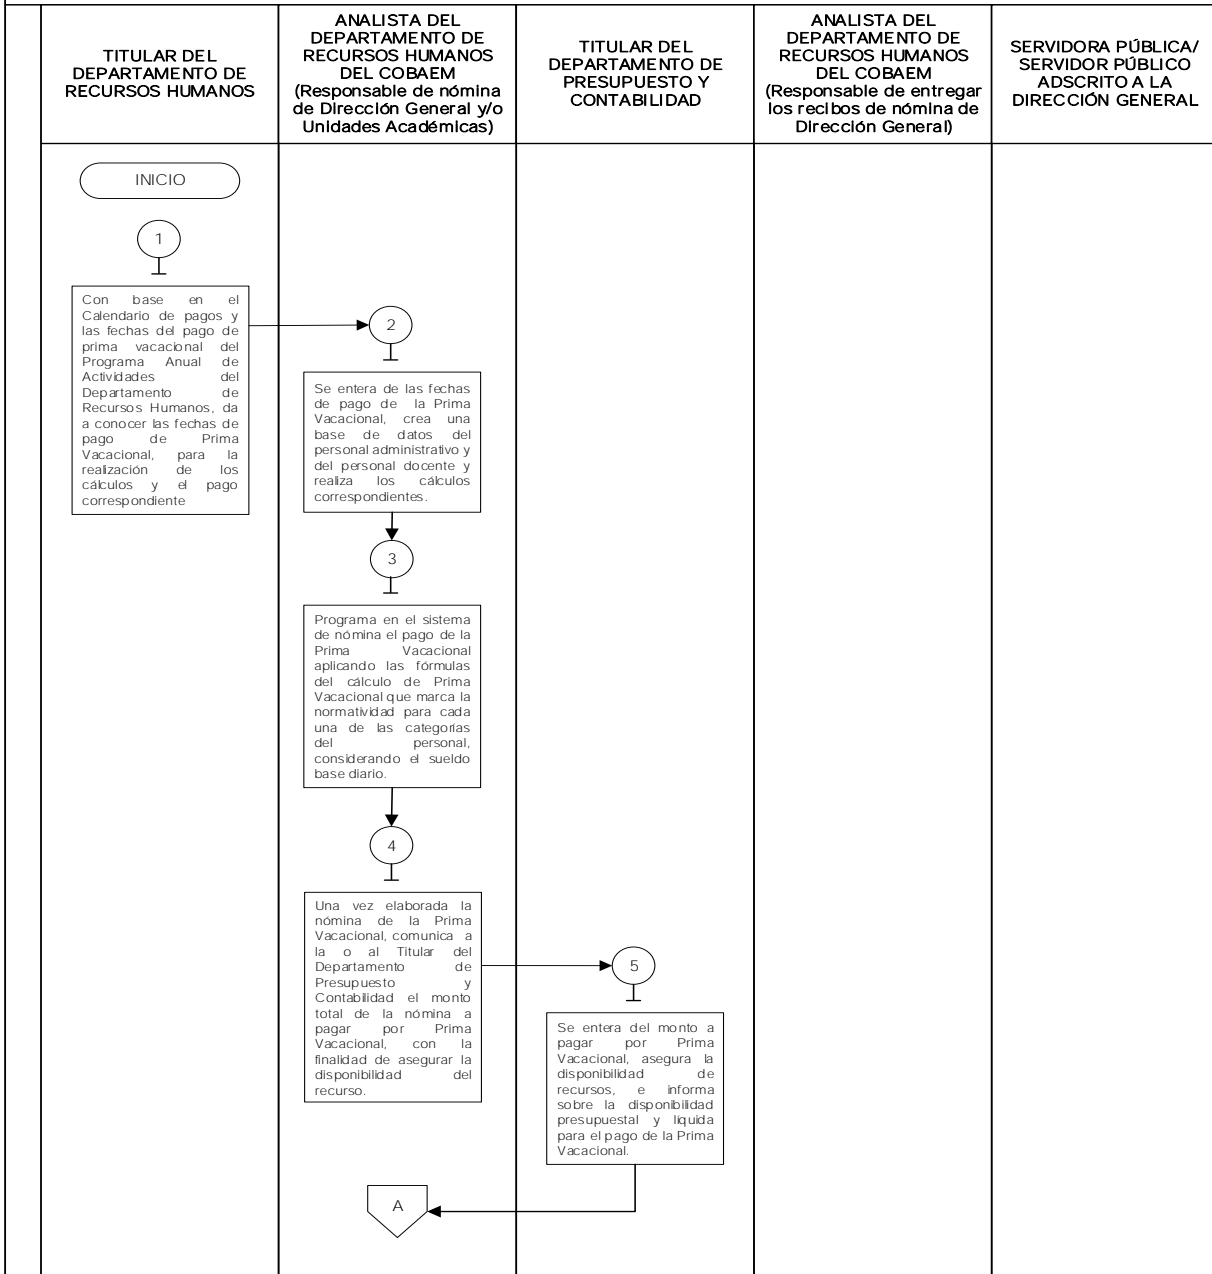 TITULAR DEL
DEPARTAMENTO DE
RECURSOS HUMANOS
ANALISTA DEL
DEPARTAMENTO DE
RECURSOS HUMANOS
DEL COBAEM
(Responsable de nómina
de Dirección General y/o
Unidades Académicas)
TITULAR DEL
DEPARTAMENTO DE
PRESUPUESTO Y
CONTABILIDAD
ANALISTA DEL
DEPARTAMENTO DE
RECURSOS HUMANOS
DEL COBAEM
(Responsable de entregar
los recibos de nómina de
Dirección General)
SERVIDORA PÚBLICA/
SERVIDOR PÚBLICO
ADSCRITO A LA
DIRECCIÓN GENERAL
INICIO
1
Con base en el
Calendario de pagos y
las fechas del pago de
prima vacacional del
Programa Anual de
Actividades del
Departamento de
Recursos Humanos, da
a conocer las fechas de
pago de Prima
Vacacional, para la
realización de los
cálculos y el pago
correspondiente
2
Se entera de las fechas
de pago de la Prima
Vacacional, crea una
base de datos del
personal administrativo y
del personal docente y
realiza los cálculos
correspondientes.
3
Programa en el sistema
de nómina el pago de la
Prima Vacacional
aplicando las fórmulas
del cálculo de Prima
Vacacional que marca la
normatividad para cada
una de las categorías
del personal,
considerando el sueldo
base diario.
4
Una vez elaborada la
nómina de la Prima
Vacacional, comunica a
la o al Titular del
Departamento de
Presupuesto y
Contabilidad el monto
total de la nómina a
pagar por Prima
Vacacional, con la
finalidad de asegurar la
disponibilidad del
recurso.
5
Se entera del monto a
pagar por Prima
Vacacional, asegura la
disponibilidad de
recursos, e informa
sobre la disponibilidad
presupuestal y líquida
para el pago de la Prima
Vacacional.
A